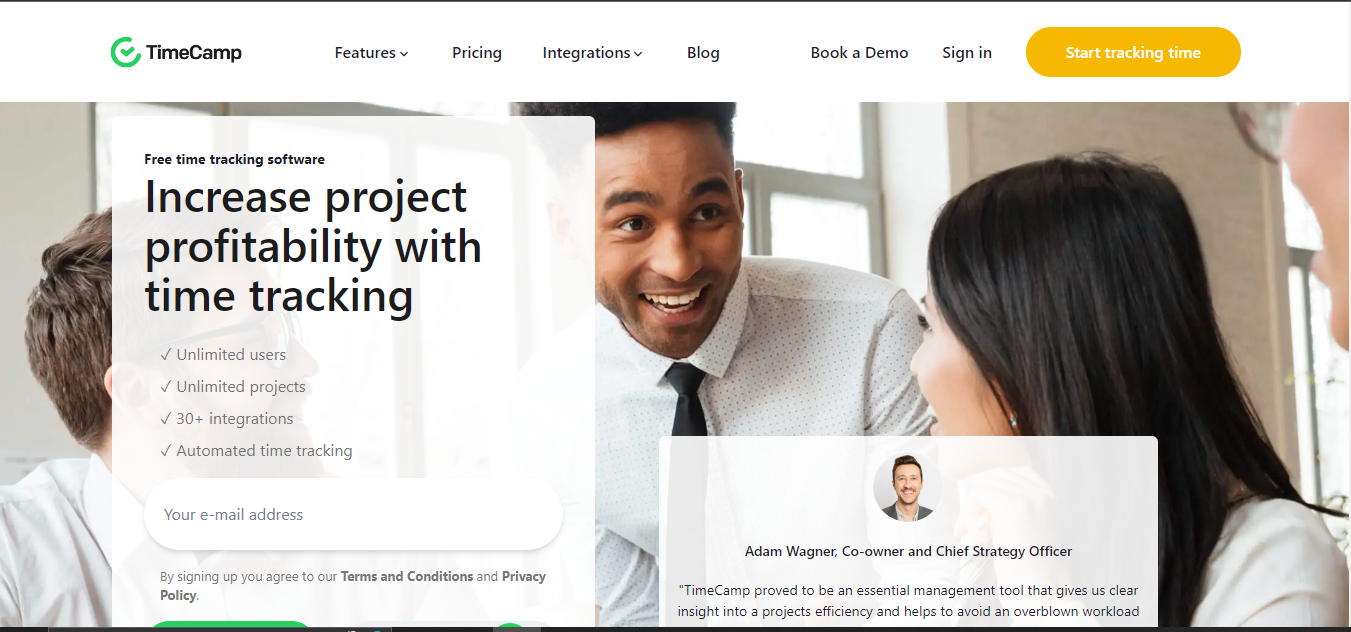 TimeCamp
Features
Pricing
Integrations
Blog
Book a Demo
Sign in
Start tracking time
Free time tracking software
Increase project
profitability with
time tracking
✓ Unlimited users
✓ Unlimited projects
✓ 30+ integrations
✓ Automated time tracking
Your e-mail address
By signing up you agree to our Terms and Conditions and Privacy
Policy.
Adam Wagner, Co-owner and Chief Strategy Officer
"TimeCamp proved to be an essential management tool that gives us clear
insight into a projects efficiency and helps to avoid an overblown workload